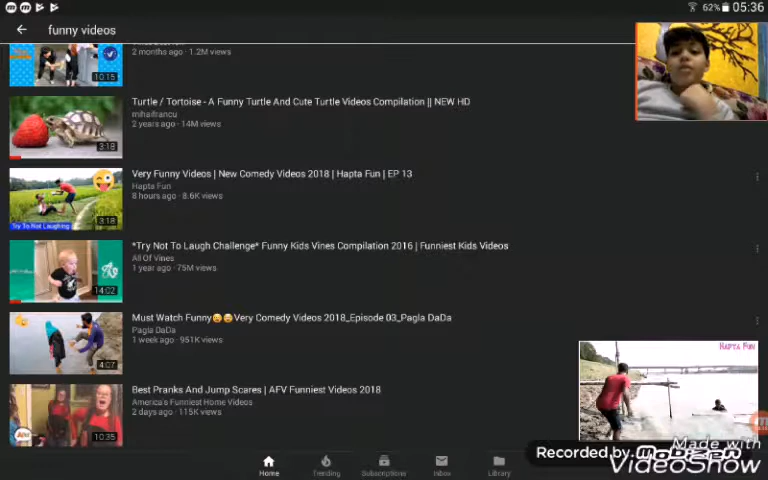 62% 05:36
funny videos
2 months ago · 1.2M views
10:15
Turtle / Tortoise - A Funny Turtle And Cute Turtle Videos Compilation || NEW HD
mihaifrancu
2 years ago · 14M views
3:18
Very Funny Videos | New Comedy Videos 2018 | Hapta Fun | EP 13
Hapta Fun
8 hours ago · 8.6K views
3:18
Try To Not Laughing
*Try Not To Laugh Challenge* Funny Kids Vines Compilation 2016 | Funniest Kids Videos
All Of Vines
1 year ago · 75M views
14:02
Must Watch Funny😆😂Very Comedy Videos 2018_Episode 03_Pagla DaDa
Pagla DaDa
1 week ago · 951K views
4:07
HAPTA FUN
Best Pranks And Jump Scares | AFV Funniest Videos 2018
America's Funniest Home Videos
2 days ago · 115K views
10:35
AFV
Home Trending Subscriptions Inbox Library
Recorded by Mobizen
Made with
VideoShow